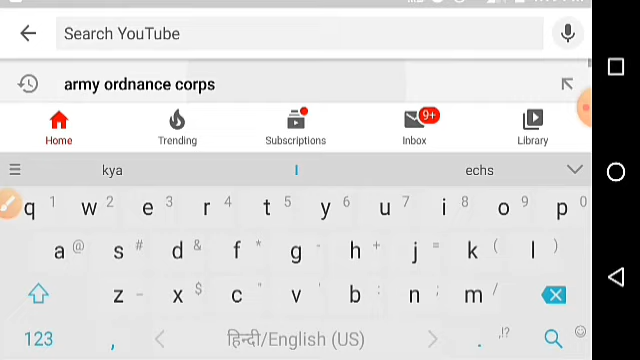 Search YouTube
army ordnance corps
9+
Home Trending Subscriptions Inbox Library
kya I echs
q 1 w 2 e 3 r 4 t 5 y 6 u 7 i 8 o 9 p 0
a @ s # d & f * g - h + j = k ( l )
z _ x $ c " v ' b : n ; m /
123 , < हिन्दी/English (US) > . ,!?